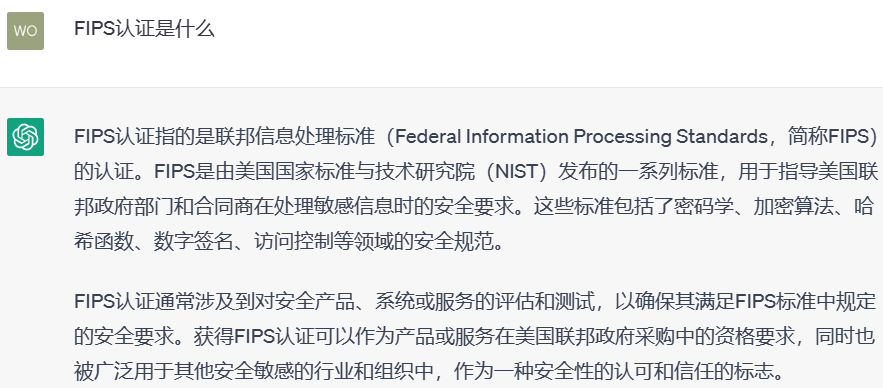 WO
FIPS认证是什么
FIPS认证指的是联邦信息处理标准（Federal Information Processing Standards，简称FIPS）
的认证。FIPS是由美国国家标准与技术研究院（NIST）发布的一系列标准，用于指导美国联
邦政府部门和合同商在处理敏感信息时的安全要求。这些标准包括了密码学、加密算法、哈
希函数、数字签名、访问控制等领域的安全规范。
FIPS认证通常涉及到对安全产品、系统或服务的评估和测试，以确保其满足FIPS标准中规定
的安全要求。获得FIPS认证可以作为产品或服务在美国联邦政府采购中的资格要求，同时也
被广泛用于其他安全敏感的行业和组织中，作为一种安全性的认可和信任的标志。